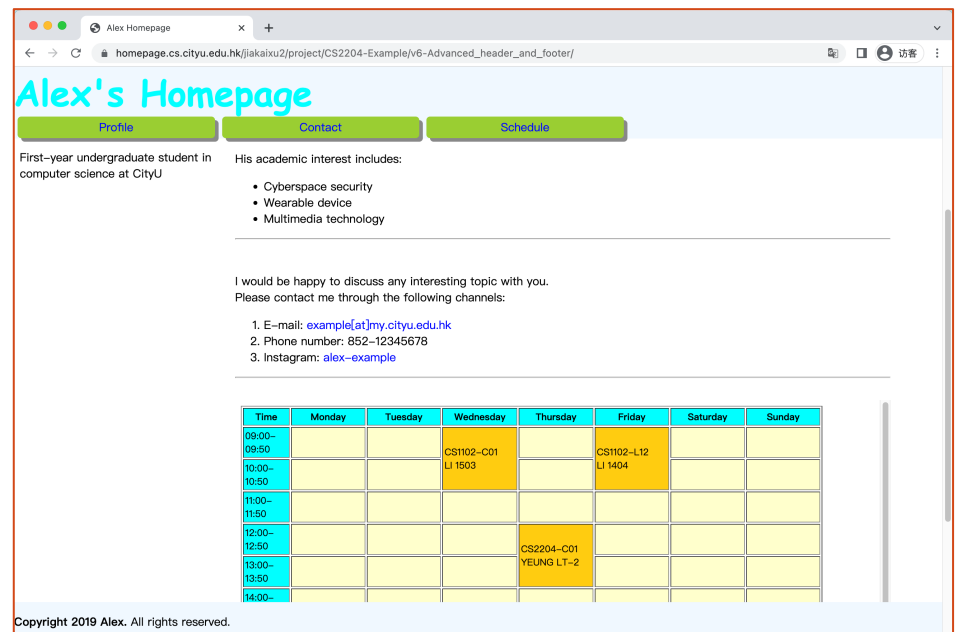 Alex Homepage
homepage.cs.cityu.edu.hk/jiakaixu2/project/CS2204-Example/v6-Advanced_header_and_footer/
访客
Alex's Homepage
Profile Contact Schedule
First-year undergraduate student in
computer science at CityU
His academic interest includes:
• Cyberspace security
• Wearable device
• Multimedia technology
I would be happy to discuss any interesting topic with you.
Please contact me through the following channels:
1. E-mail: example[at]my.cityu.edu.hk
2. Phone number: 852-12345678
3. Instagram: alex-example
Time Monday Tuesday Wednesday Thursday Friday Saturday Sunday
09:00-
09:50
CS1102-C01 CS1102-L12
LI 1503 LI 1404
10:00-
10:50
11:00-
11:50
12:00-
12:50
CS2204-C01
YEUNG LT-2
13:00-
13:50
14:00-
Copyright 2019 Alex. All rights reserved.